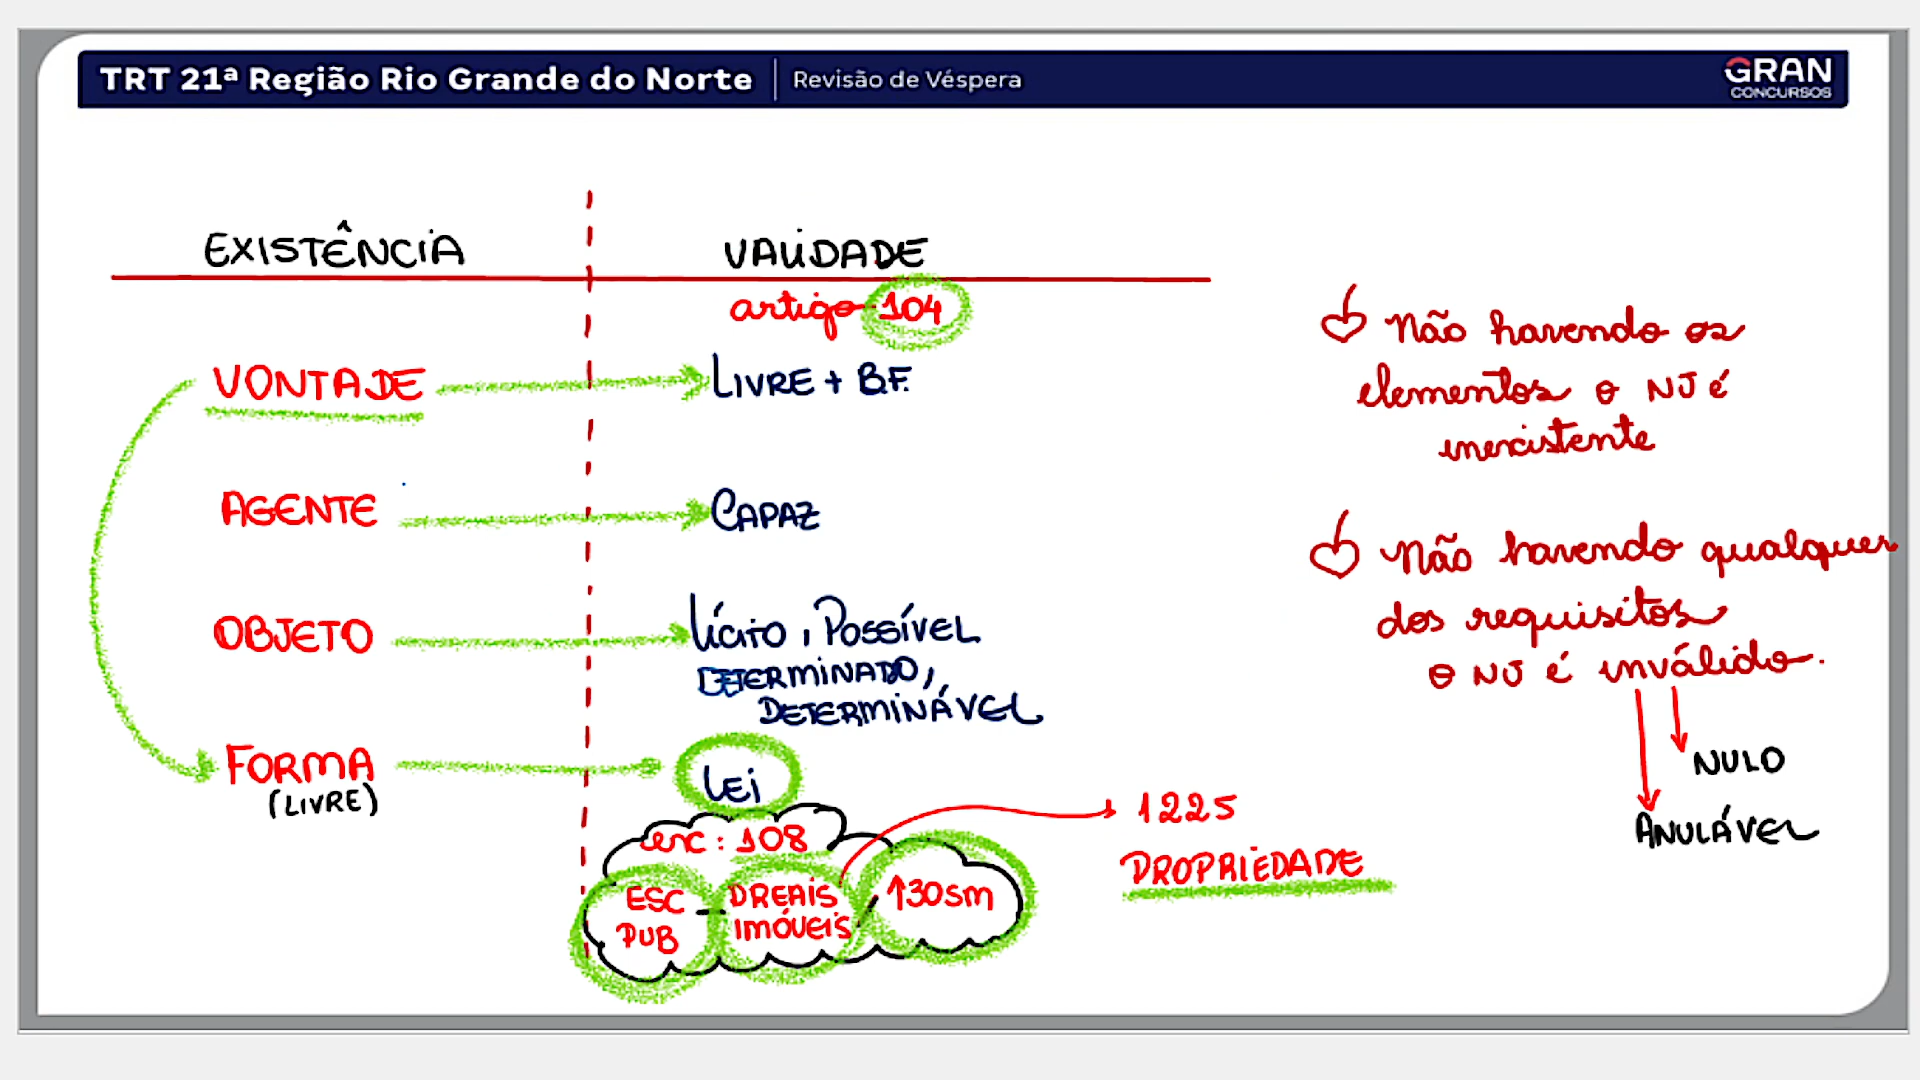 TRT 21ª Região Rio Grande do Norte | Revisão de Véspera
GRAN
CONCURSOS
EXISTÊNCIA
VALIDADE
artigo 104
VONTADE
LIVRE + B.F.
AGENTE
CAPAZ
OBJETO
LÍCITO, POSSÍVEL
DETERMINADO,
DETERMINÁVEL
FORMA
(LIVRE)
LEI
exc: 108
ESC
PUB
DREAIS
IMÓVEIS
↑30sm
1225
PROPRIEDADE
Não havendo os
elementos o NJ é
inexistente
Não havendo qualquer
dos requisitos
o NJ é inválido.
NULO
ANULÁVEL